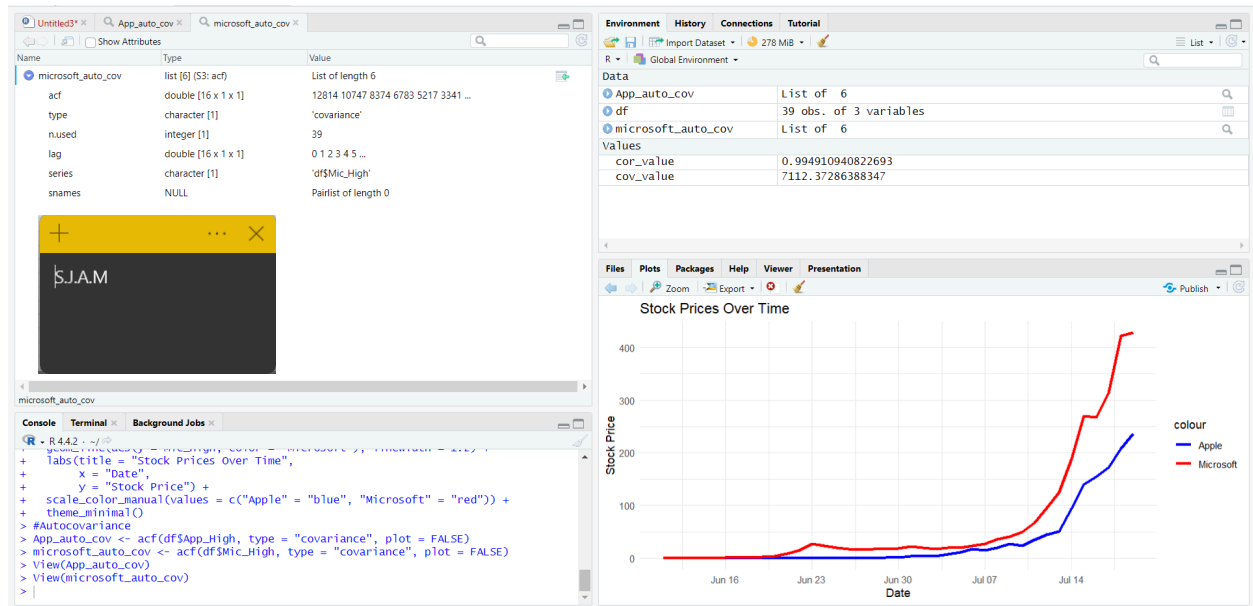 Untitled3* × App_auto_cov × microsoft_auto_cov ×
Show Attributes
Name Type Value
microsoft_auto_cov list [6] (S3: acf) List of length 6
acf double [16 x 1 x 1] 12814 10747 8374 6783 5217 3341 ...
type character [1] 'covariance'
n.used integer [1] 39
lag double [16 x 1 x 1] 0 1 2 3 4 5 ...
series character [1] 'df$Mic_High'
snames NULL Pairlist of length 0
S.J.A.M
microsoft_auto_cov
Console Terminal × Background Jobs ×
R 4.4.2 · ~/
+ labs(title = "Stock Prices Over Time",
+ x = "Date",
+ y = "Stock Price") +
+ scale_color_manual(values = c("Apple" = "blue", "Microsoft" = "red")) +
+ theme_minimal()
> #Autocovariance
> App_auto_cov <- acf(df$App_High, type = "covariance", plot = FALSE)
> microsoft_auto_cov <- acf(df$Mic_High, type = "covariance", plot = FALSE)
> View(App_auto_cov)
> View(microsoft_auto_cov)
>
Environment History Connections Tutorial
Import Dataset 278 MiB List
R Global Environment
Data
App_auto_cov List of 6
df 39 obs. of 3 variables
microsoft_auto_cov List of 6
Values
cor_value 0.994910940822693
cov_value 7112.37286388347
Files Plots Packages Help Viewer Presentation
Zoom Export Publish
Stock Prices Over Time
400
300
200
100
0
Stock Price
Jun 16 Jun 23 Jun 30 Jul 07 Jul 14
Date
colour
Apple
Microsoft